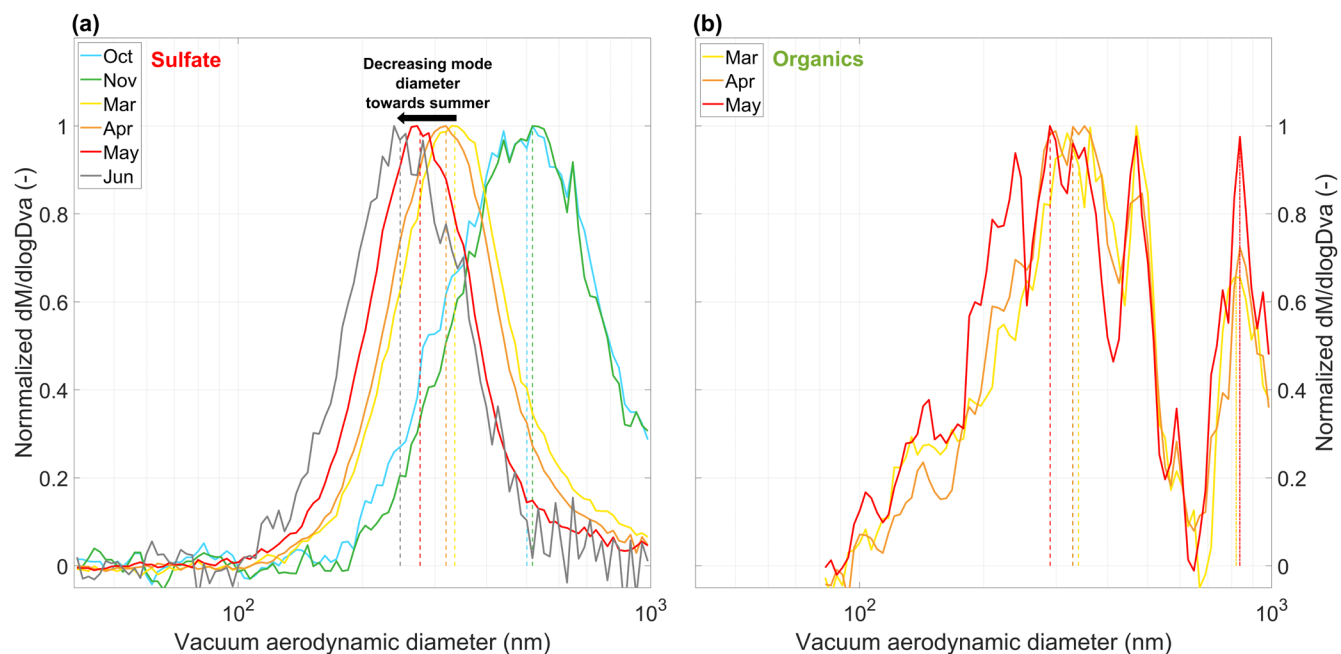 (a)
Oct
Nov
Mar
Apr
May
Jun
Sulfate
Decreasing mode
diameter
towards summer
1
0.8
0.6
0.4
0.2
0
Nornmalized dM/dlogDva (-)
10²
10³
Vacuum aerodynamic diameter (nm)
(b)
Mar
Apr
May
Organics
1
0.8
0.6
0.4
0.2
0
Normalized dM/dlogDva (-)
10²
10³
Vacuum aerodynamic diameter (nm)